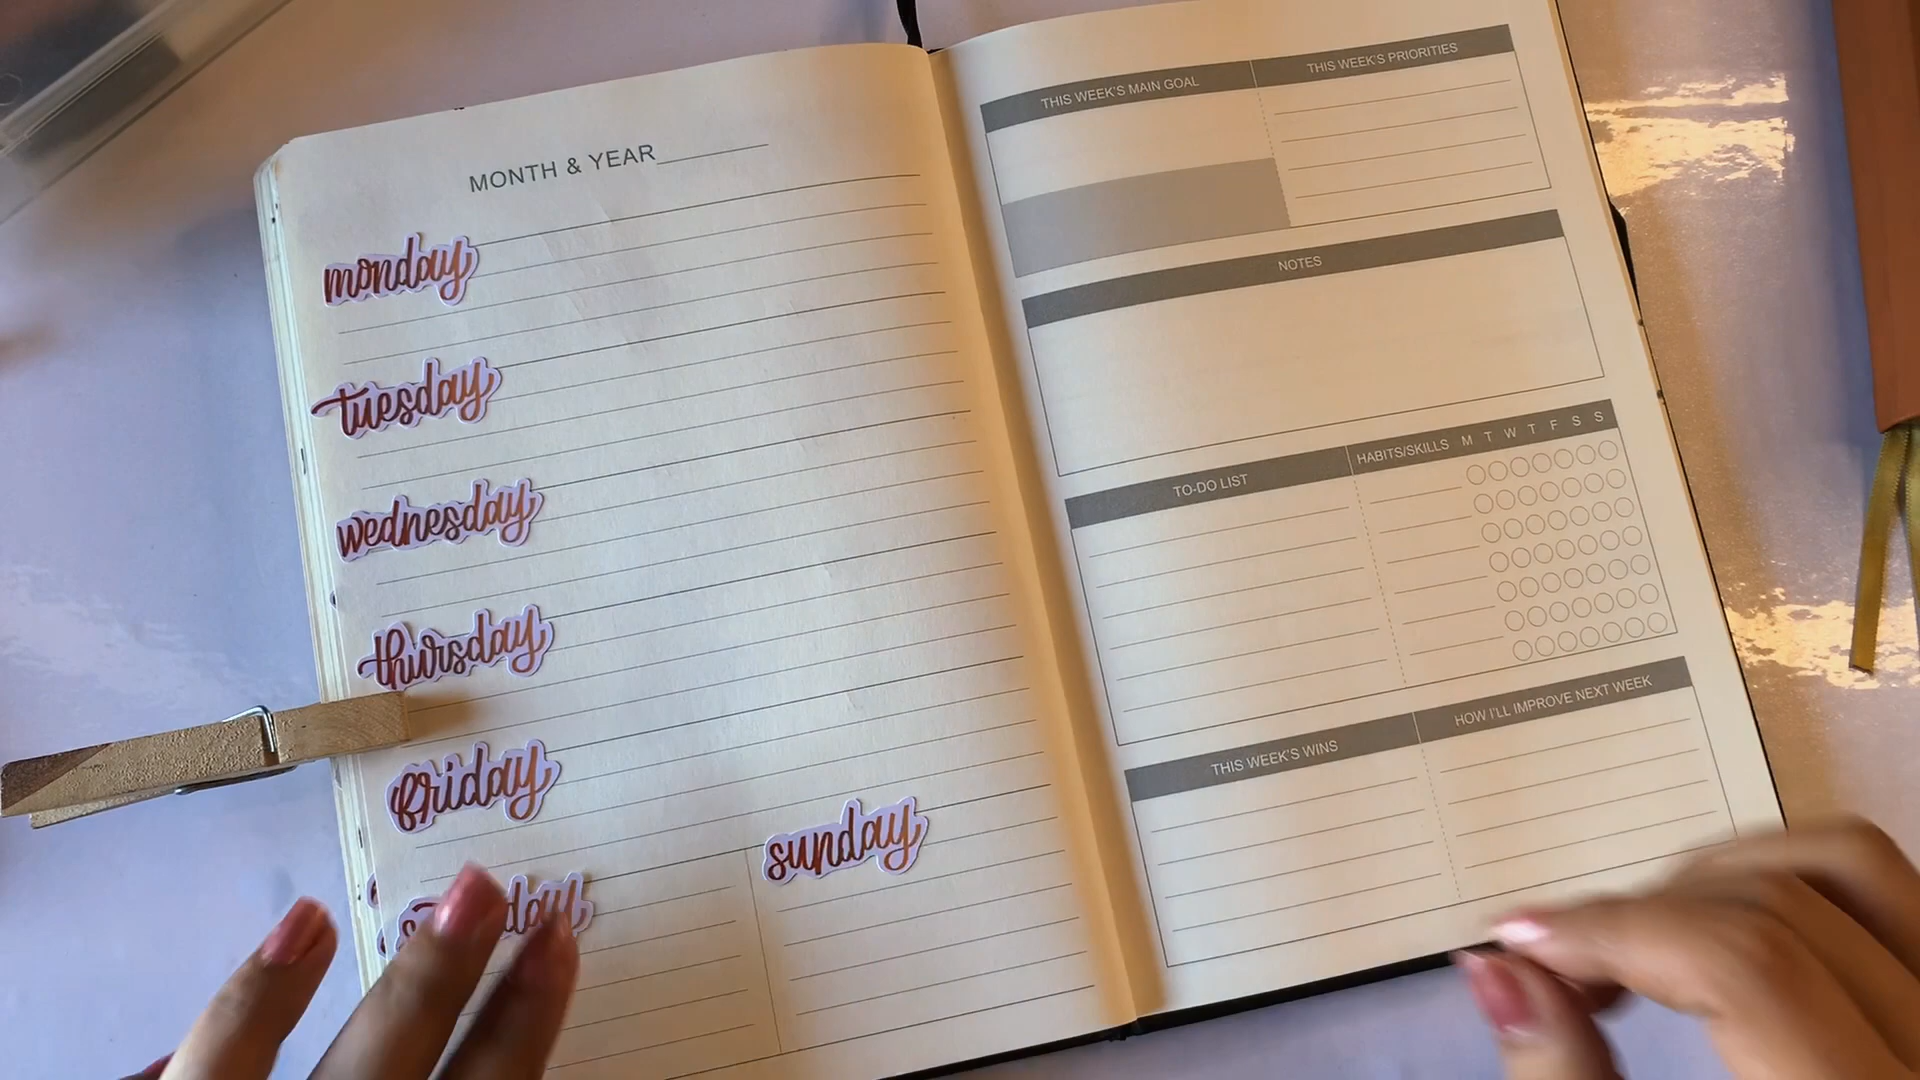 MONTH & YEAR
monday
tuesday
wednesday
thursday
friday
sunday
THIS WEEK'S MAIN GOAL
THIS WEEK'S PRIORITIES
NOTES
TO-DO LIST
HABITS/SKILLS M T W T F S S
THIS WEEK'S WINS
HOW I'LL IMPROVE NEXT WEEK